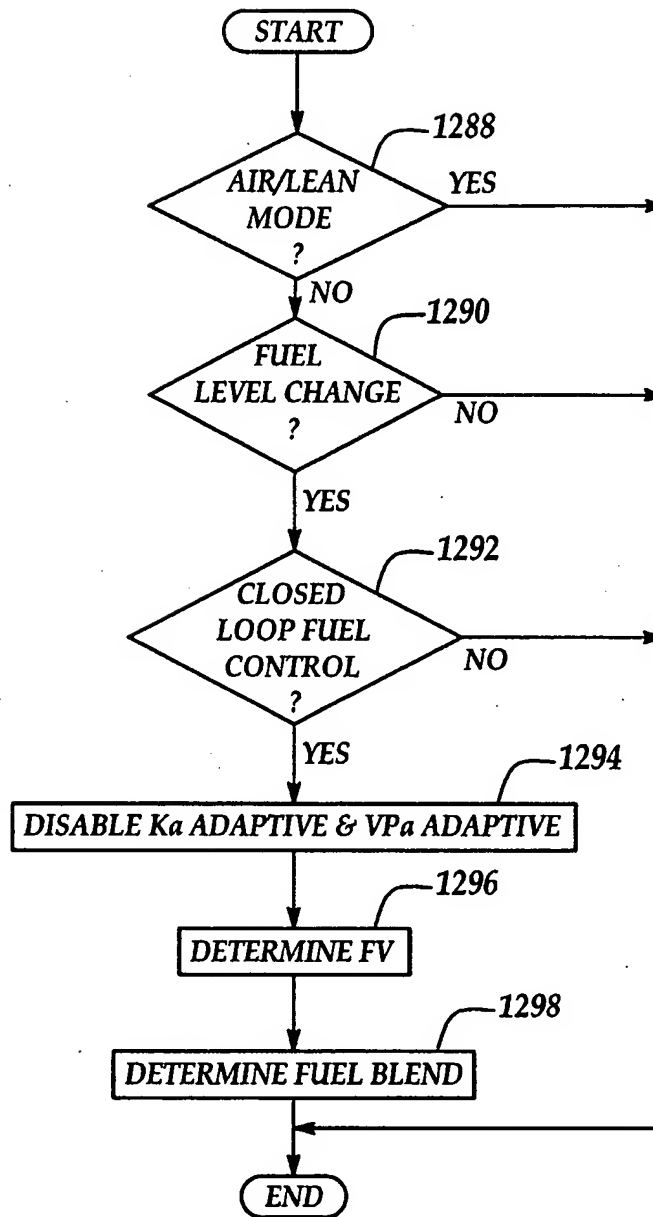 START
1288
AIR/LEAN
MODE
?
YES
NO
1290
FUEL
LEVEL CHANGE
?
NO
YES
1292
CLOSED
LOOP FUEL
CONTROL
?
NO
YES
1294
DISABLE Ka ADAPTIVE & VPa ADAPTIVE
1296
DETERMINE FV
1298
DETERMINE FUEL BLEND
END